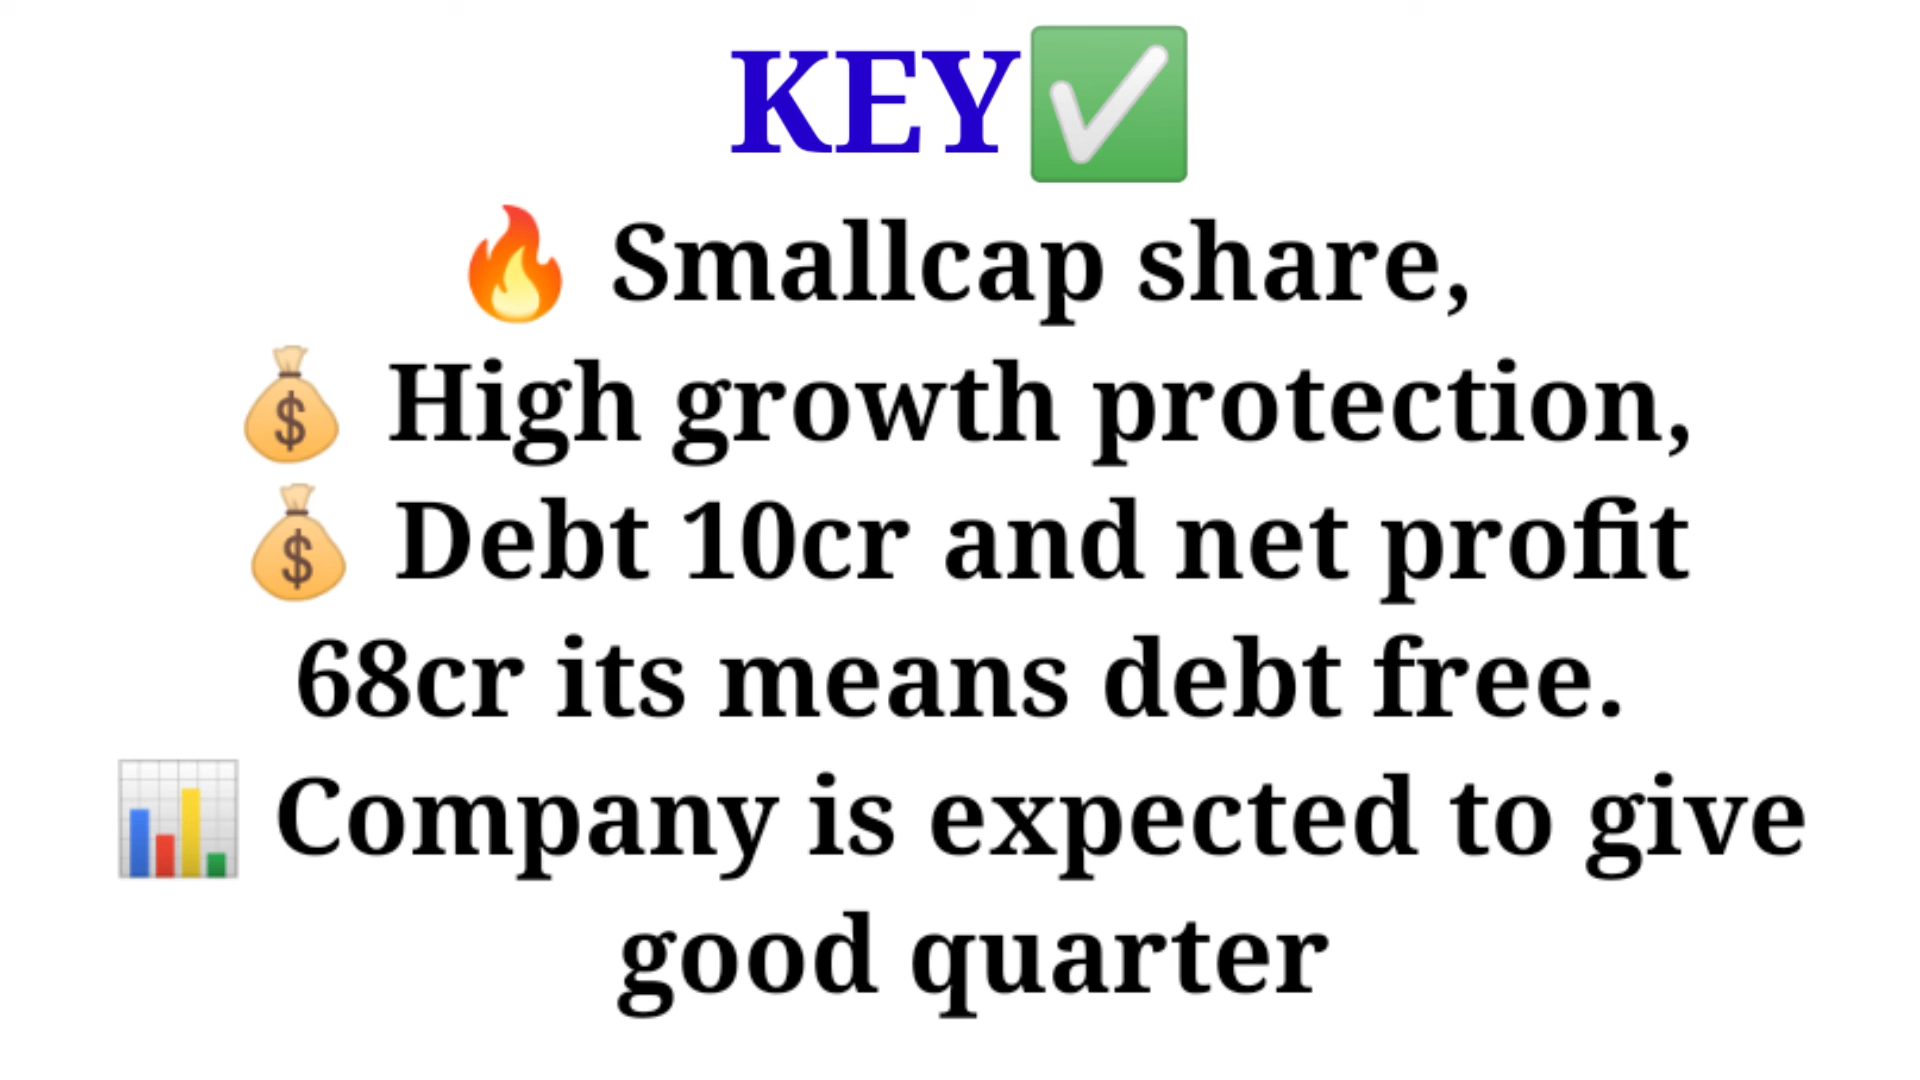 KEY✅
🔥 Smallcap share,
💰 High growth protection,
💰 Debt 10cr and net profit
68cr its means debt free.
📊 Company is expected to give
good quarter